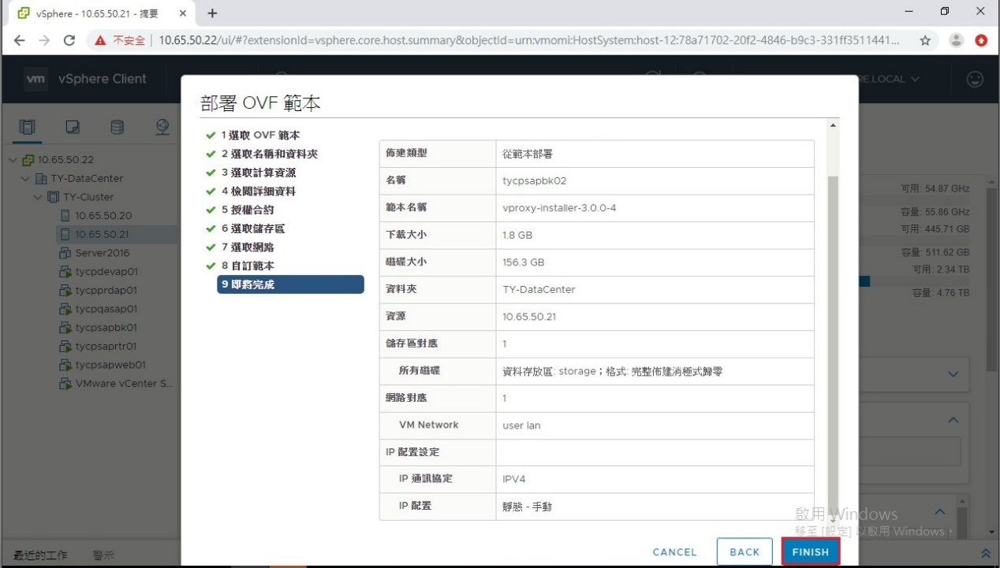 vSphere - 10.65.50.21 - 摘要
不安全 | 10.65.50.22/ui/#?extensionId=vsphere.core.host.summary&objectId=urn:vmomi:HostSystem:host-12:78a71702-20f2-4846-b9c3-331ff3511441...
vm vSphere Client
RE.LOCAL
10.65.50.22
TY-DataCenter
TY-Cluster
10.65.50.20
10.65.50.21
Server2016
tycpdevap01
tycpprdap01
tycpqasap01
tycpsapbk01
tycpsaprtr01
tycpsapweb01
VMware vCenter S...
部署 OVF 範本
1 選取 OVF 範本
2 選取名稱和資料夾
3 選取計算資源
4 檢閱詳細資料
5 授權合約
6 選取儲存區
7 選取網路
8 自訂範本
9 即將完成
佈建類型 從範本部署
名稱 tycpsapbk02
範本名稱 vproxy-installer-3.0.0-4
下載大小 1.8 GB
磁碟大小 156.3 GB
資料夾 TY-DataCenter
資源 10.65.50.21
儲存區對應 1
所有磁碟 資料存放區: storage；格式: 完整佈建消極式歸零
網路對應 1
VM Network user lan
IP 配置設定
IP 通訊協定 IPV4
IP 配置 靜態 - 手動
可用: 54.87 GHz
容量: 55.86 GHz
可用: 445.71 GB
容量: 511.62 GB
可用: 2.34 TB
容量: 4.76 TB
啟用 Windows
移至 [設定] 以啟用 Windows。
CANCEL BACK FINISH
最近的工作 警示